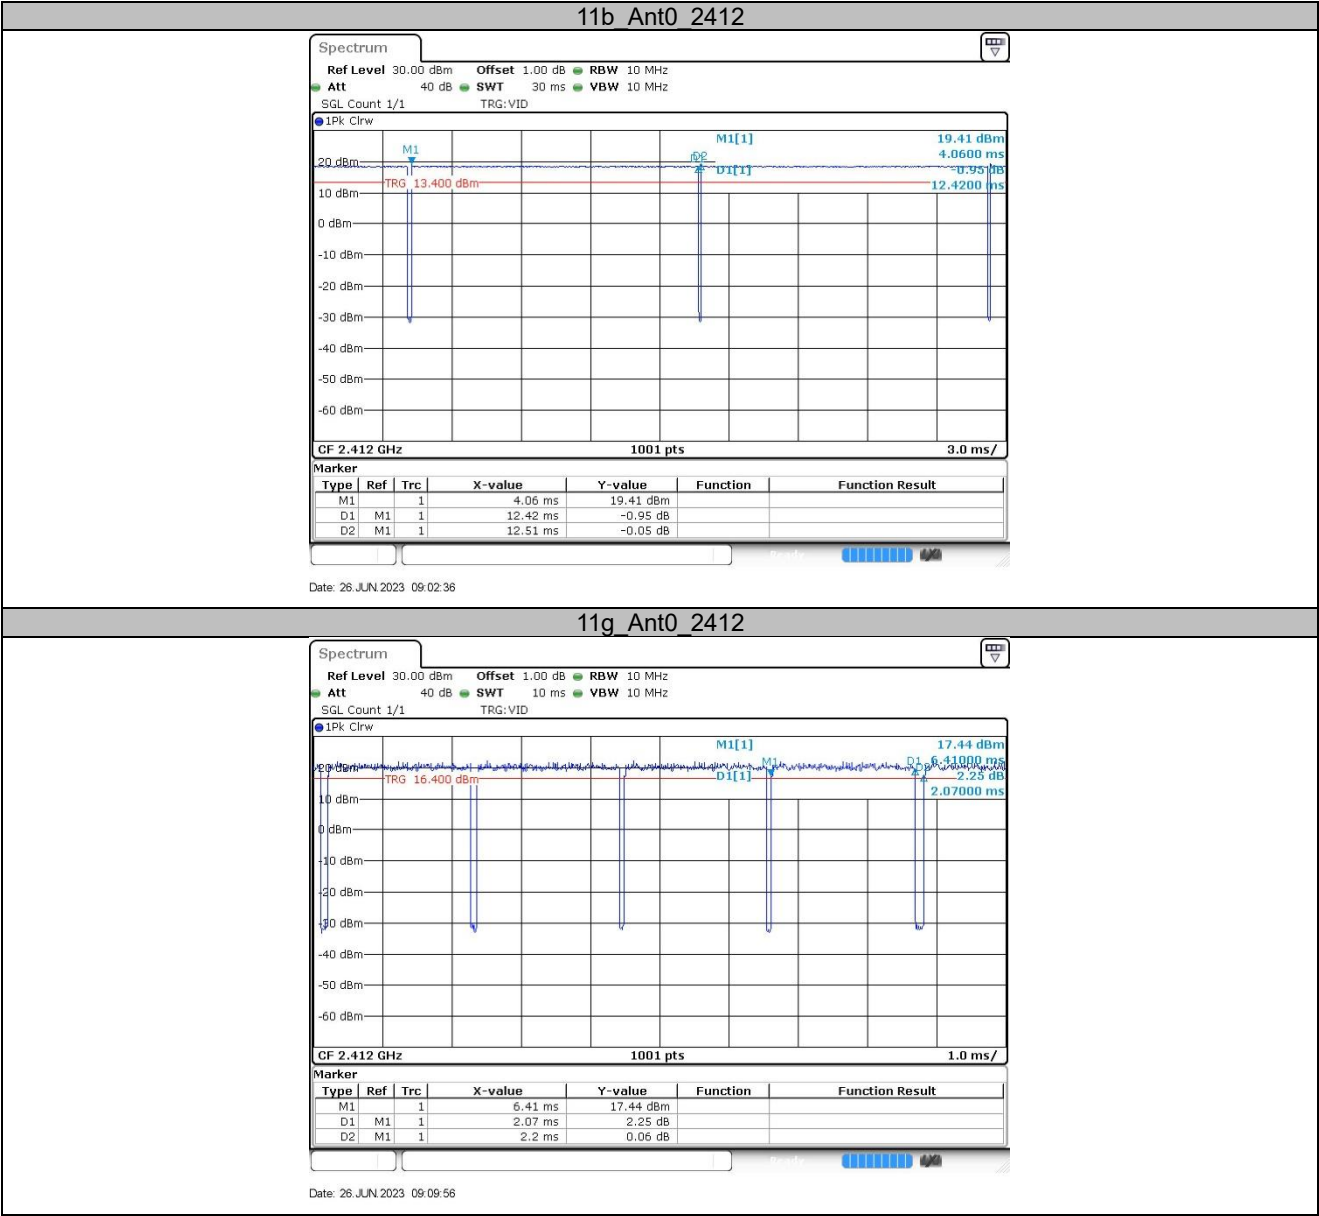 11b_Ant0_2412
Spectrum
Ref Level 30.00 dBm Offset 1.00 dB RBW 10 MHz
Att 40 dB SWT 30 ms VBW 10 MHz
SGL Count 1/1 TRG:VID
1Pk Clrw
M1[1] 19.41 dBm
4.0600 ms
D1[1] -0.95 dB
12.4200 ms
M1
D2
20 dBm
TRG 13.400 dBm
10 dBm
0 dBm
-10 dBm
-20 dBm
-30 dBm
-40 dBm
-50 dBm
-60 dBm
CF 2.412 GHz 1001 pts 3.0 ms/
Marker
Type Ref Trc X-value Y-value Function Function Result
M1 1 4.06 ms 19.41 dBm
D1 M1 1 12.42 ms -0.95 dB
D2 M1 1 12.51 ms -0.05 dB
Ready
Date: 26.JUN.2023 09:02:36
11g_Ant0_2412
Spectrum
Ref Level 30.00 dBm Offset 1.00 dB RBW 10 MHz
Att 40 dB SWT 10 ms VBW 10 MHz
SGL Count 1/1 TRG:VID
1Pk Clrw
M1[1] 17.44 dBm
6.41000 ms
D1[1] 2.25 dB
2.07000 ms
M1
D1
20 dBm
TRG 16.400 dBm
10 dBm
0 dBm
-10 dBm
-20 dBm
-30 dBm
-40 dBm
-50 dBm
-60 dBm
CF 2.412 GHz 1001 pts 1.0 ms/
Marker
Type Ref Trc X-value Y-value Function Function Result
M1 1 6.41 ms 17.44 dBm
D1 M1 1 2.07 ms 2.25 dB
D2 M1 1 2.2 ms 0.06 dB
Ready
Date: 26.JUN.2023 09:09:56